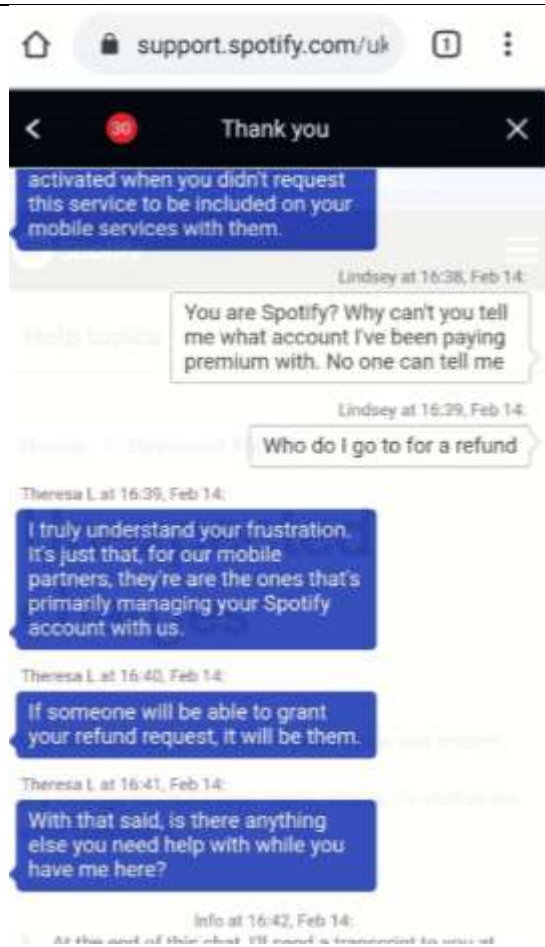 support.spotify.com/uk
1
30
Thank you
activated when you didn't request
this service to be included on your
mobile services with them.
Lindsey at 16:38, Feb 14:
Help topics
You are Spotify? Why can't you tell
me what account I've been paying
premium with. No one can tell me
Lindsey at 16:39, Feb 14:
Who do I go to for a refund
Theresa L at 16:39, Feb 14:
I truly understand your frustration.
It's just that, for our mobile
partners, they're are the ones that's
primarily managing your Spotify
account with us.
Theresa L at 16:40, Feb 14:
If someone will be able to grant
your refund request, it will be them.
Theresa L at 16:41, Feb 14:
With that said, is there anything
else you need help with while you
have me here?
Info at 16:42, Feb 14:
At the end of this chat, I'll send a transcript to you at